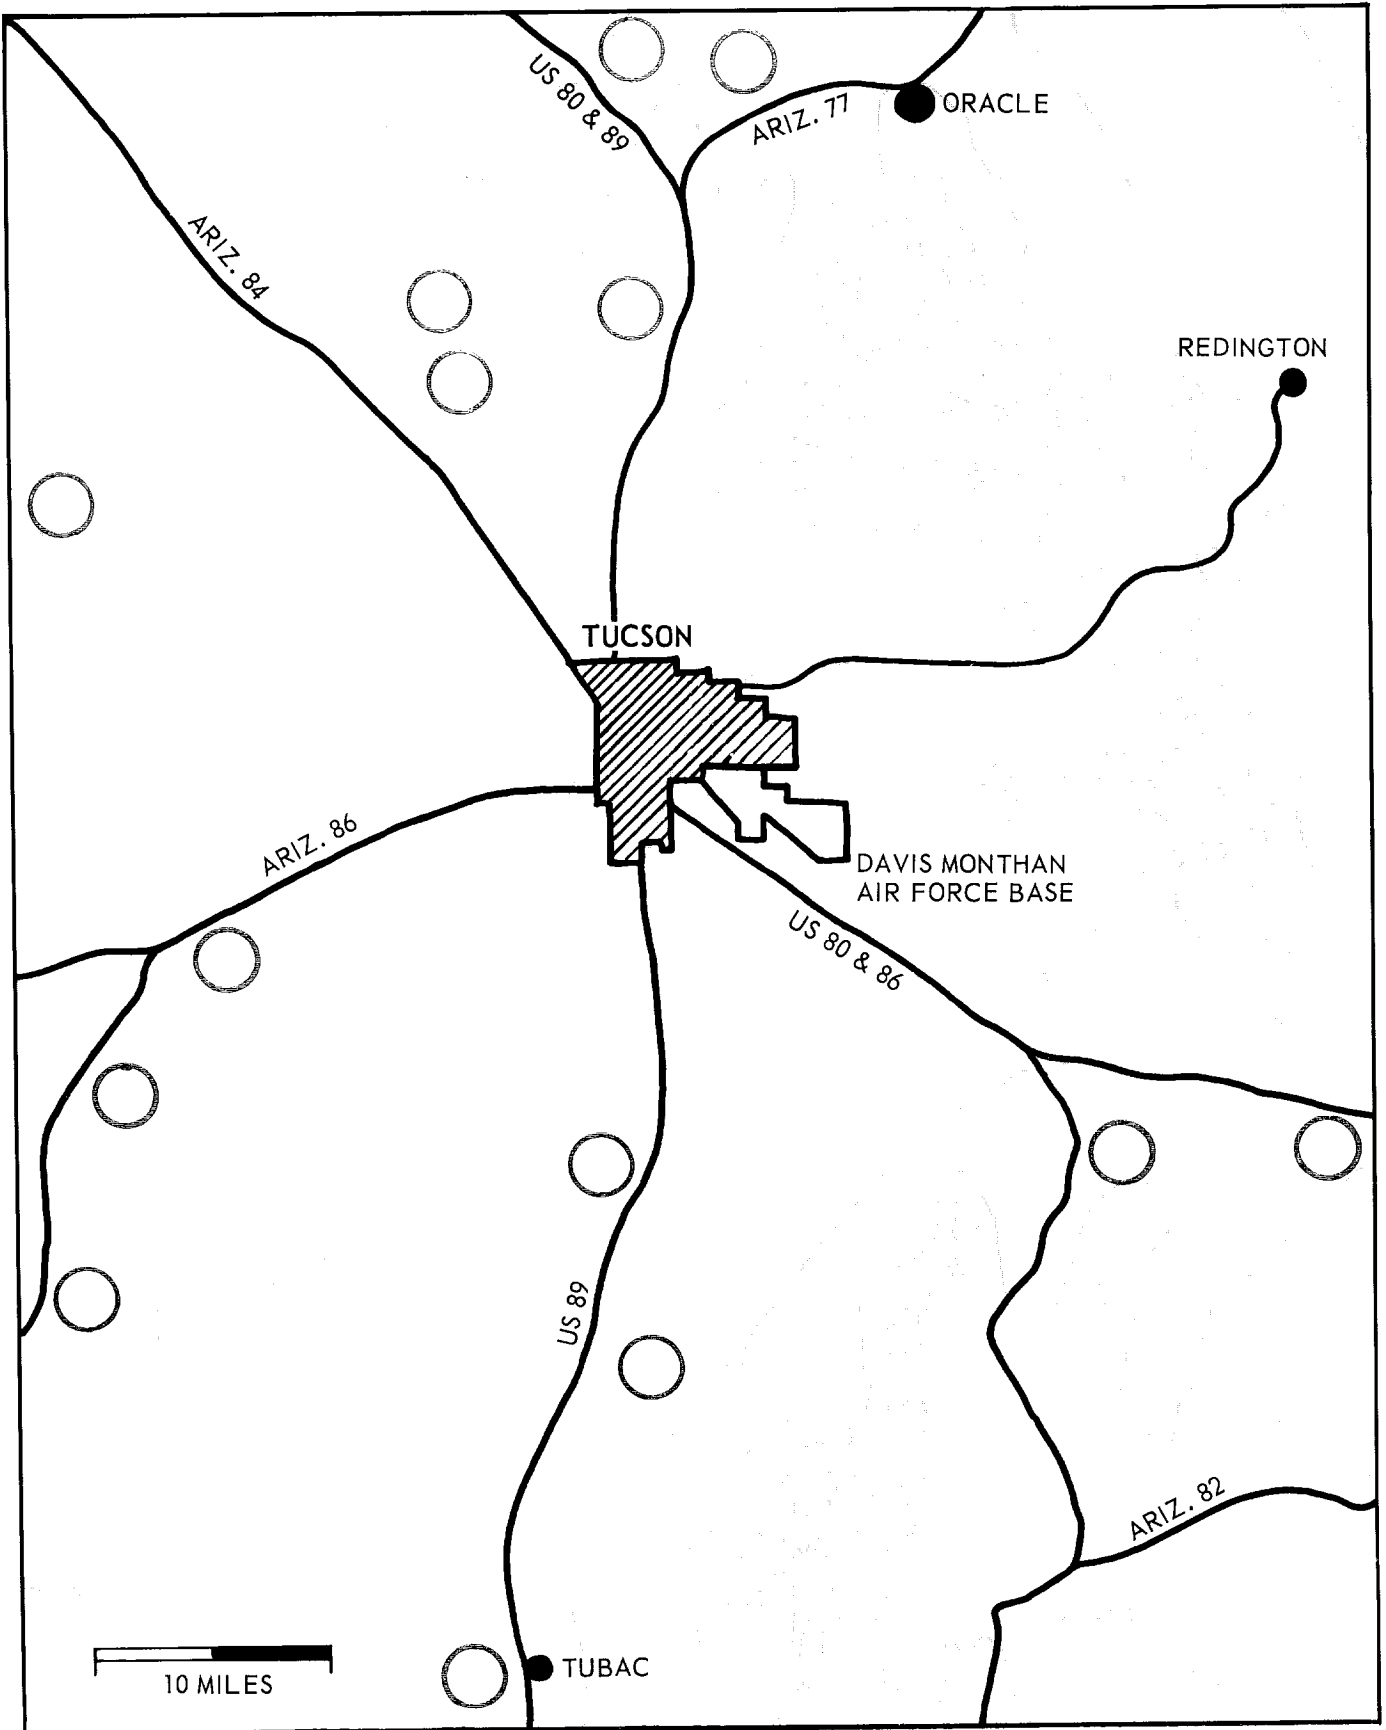 US 80 & 89
ARIZ. 77
ORACLE
ARIZ. 84
REDINGTON
TUCSON
ARIZ. 86
DAVIS MONTHAN
AIR FORCE BASE
US 80 & 86
US 89
ARIZ. 82
TUBAC
10 MILES